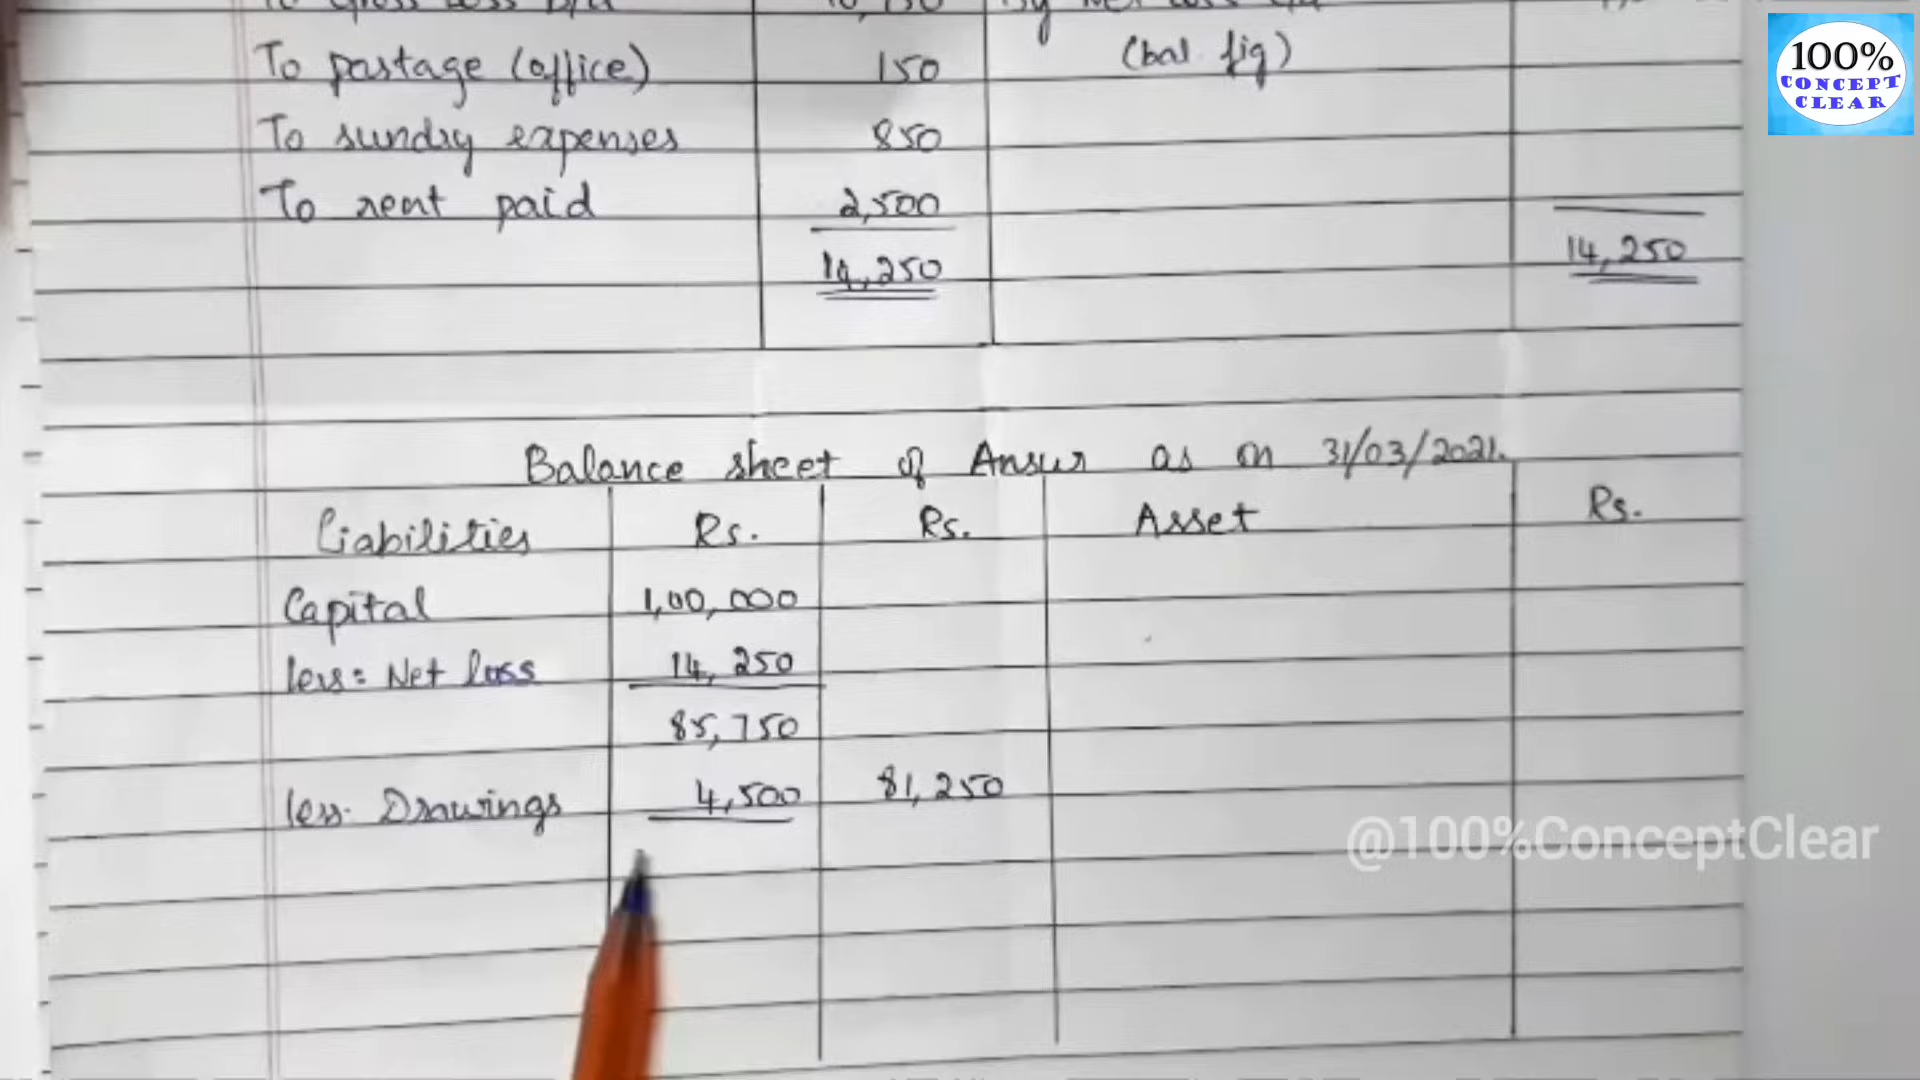 To postage (office) 150 (bal. fig)
To sundry expenses 850
To rent paid 2,500
14,250 14,250
Balance sheet of Ansur as on 31/03/2021.
Liabilities Rs. Rs. Asset Rs.
Capital 1,00,000
less: Net loss 14,250
85,750
less. Drawings 4,500 81,250
100%
CONCEPT
CLEAR
@100%ConceptClear